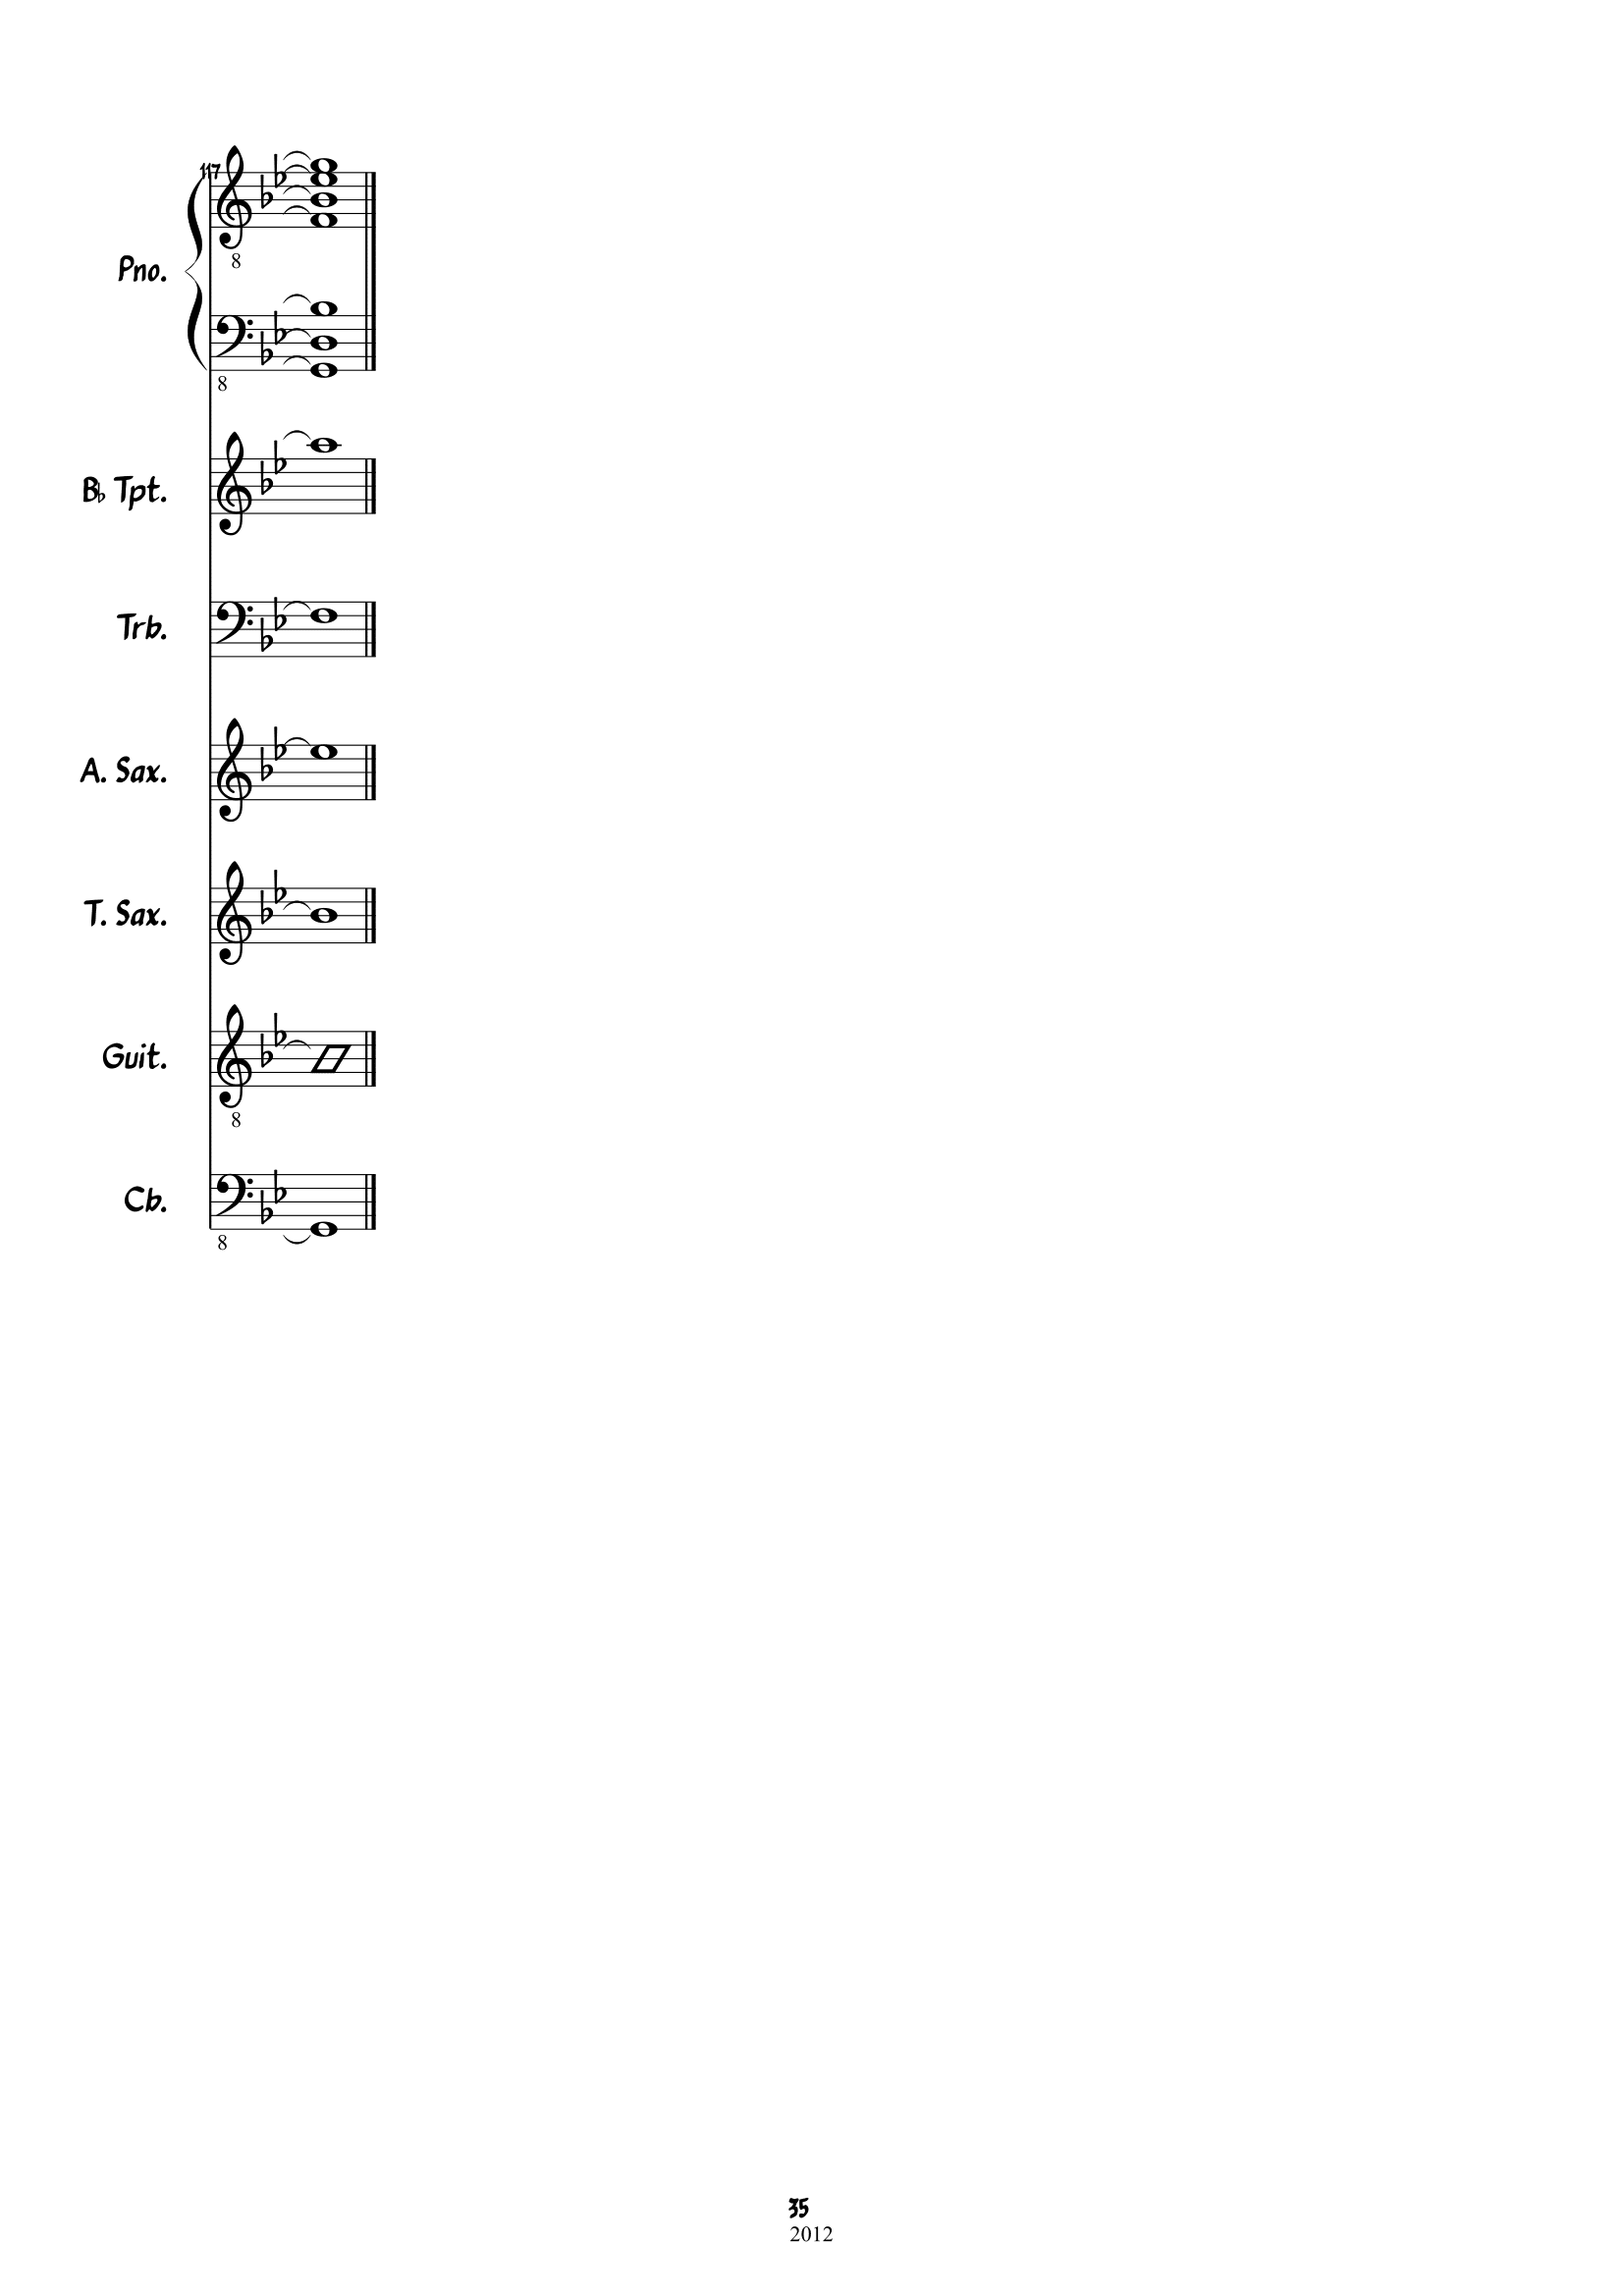 117
8
Pno.
8
B♭ Tpt.
Trb.
A. Sax.
T. Sax.
Guit.
8
Cb.
8
35
2012